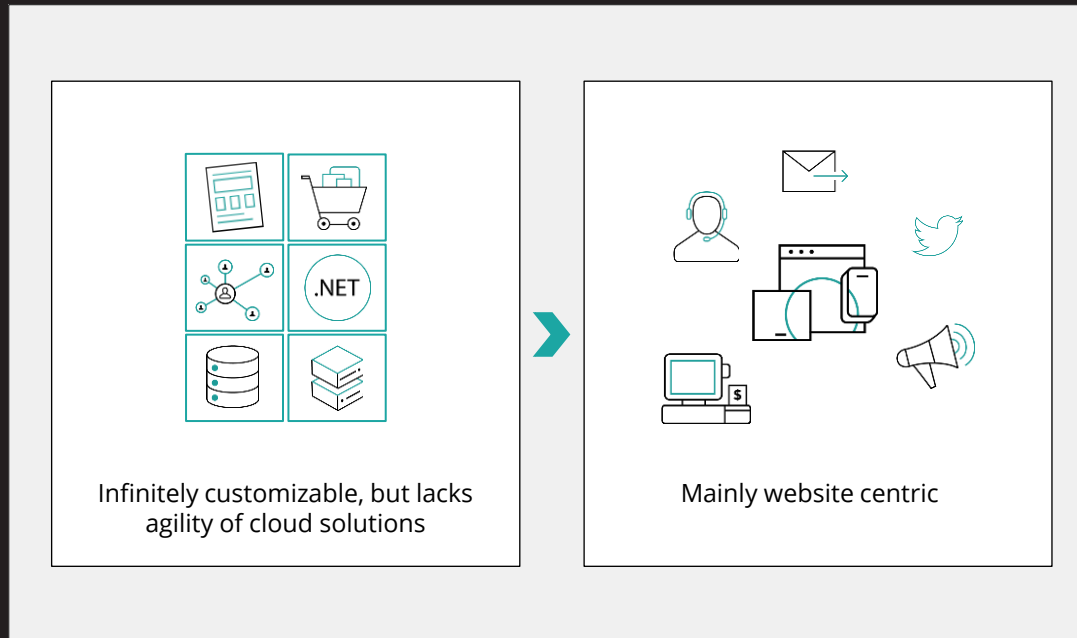 .NET
$
Infinitely customizable, but lacks
agility of cloud solutions
Mainly website centric